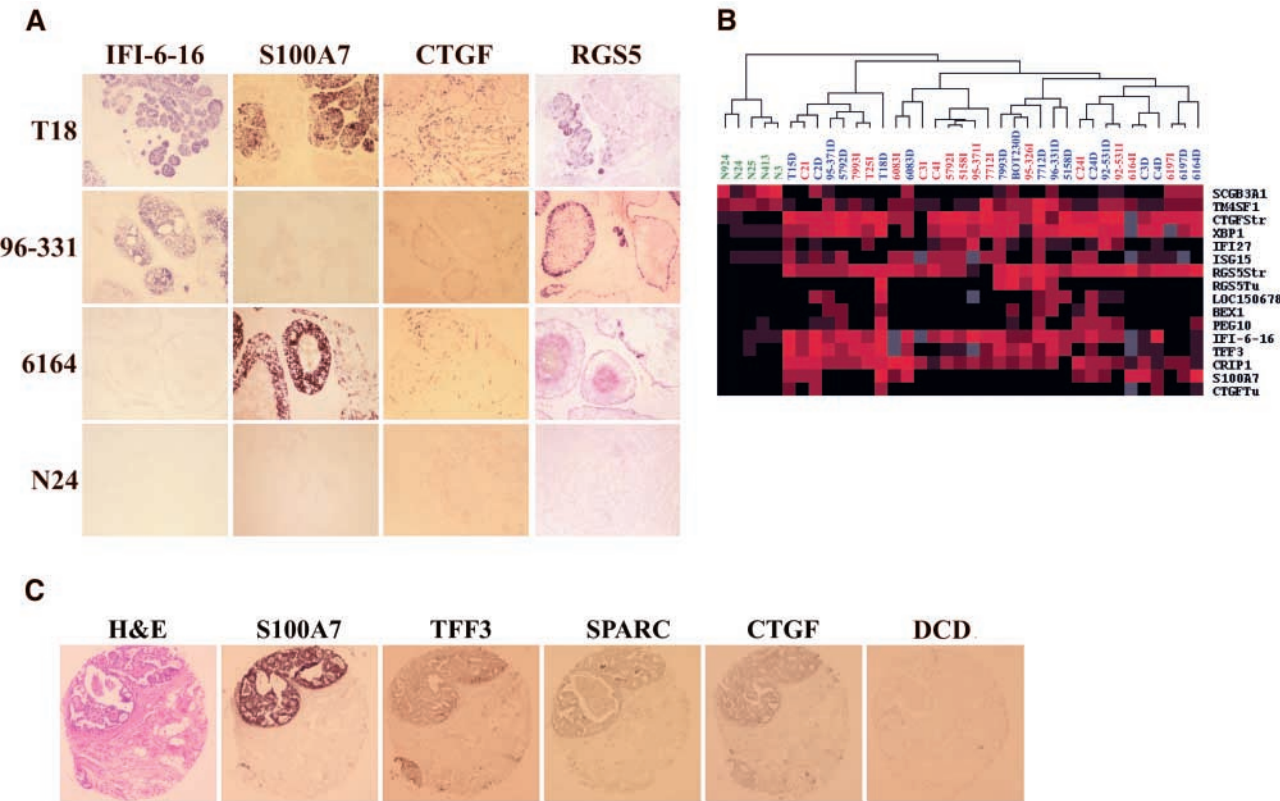 A
IFI-6-16 S100A7 CTGF RGS5
T18
96-331
6164
N24
B
N924 N24 N25 N413 N3 T15D C2I C2D 95-371D 5792D 7993I T25I T18D 6083I 6083D C3I C4I 5792I 5158I 95-371I 7712I 7993D BOT230D 95-326I 7712D 96-331D 5158D C24I C24D 92-531D 92-531I 6164I C3D C4D 6197I 6197D 6164D
SCGB3A1
TM4SF1
CTGFStr
XBP1
IFI27
ISG15
RGS5Str
RGS5Tu
LOC150678
BEX1
PEG10
IFI-6-16
TFF3
CRIP1
S100A7
CTGFTu
C
H&E S100A7 TFF3 SPARC CTGF DCD